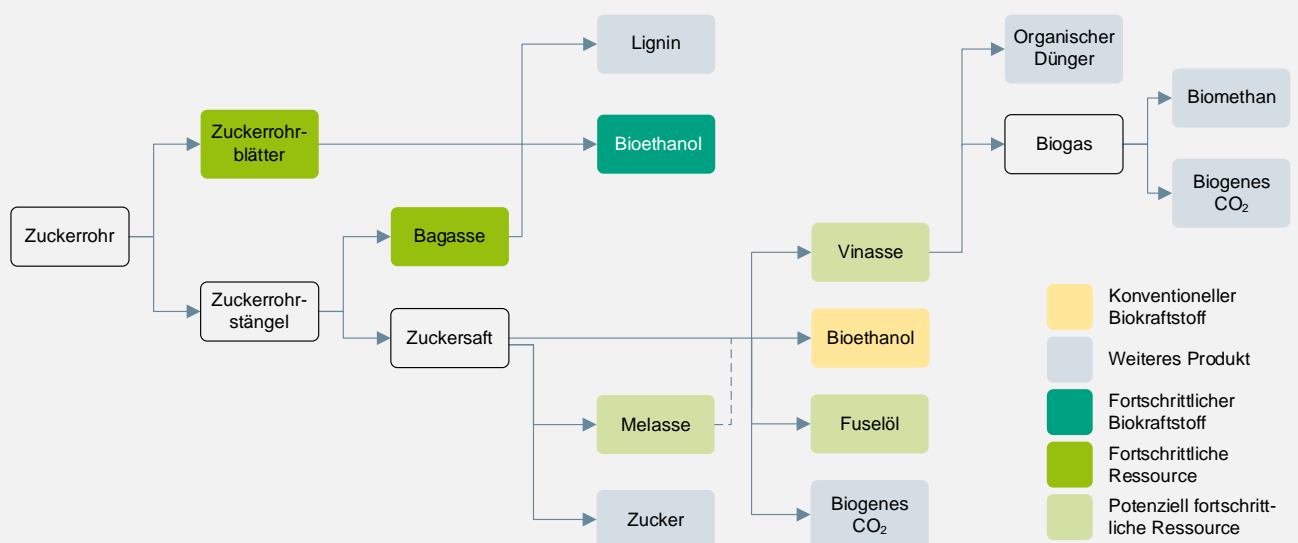 Zuckerrohr
Zuckerrohr-
blätter
Zuckerrohr-
stängel
Bagasse
Zuckersaft
Lignin
Bioethanol
Melasse
Zucker
Vinasse
Bioethanol
Fuselöl
Biogenes
CO₂
Organischer
Dünger
Biogas
Biomethan
Biogenes
CO₂
Konventioneller
Biokraftstoff
Weiteres Produkt
Fortschrittlicher
Biokraftstoff
Fortschrittliche
Ressource
Potenziell fortschritt-
liche Ressource